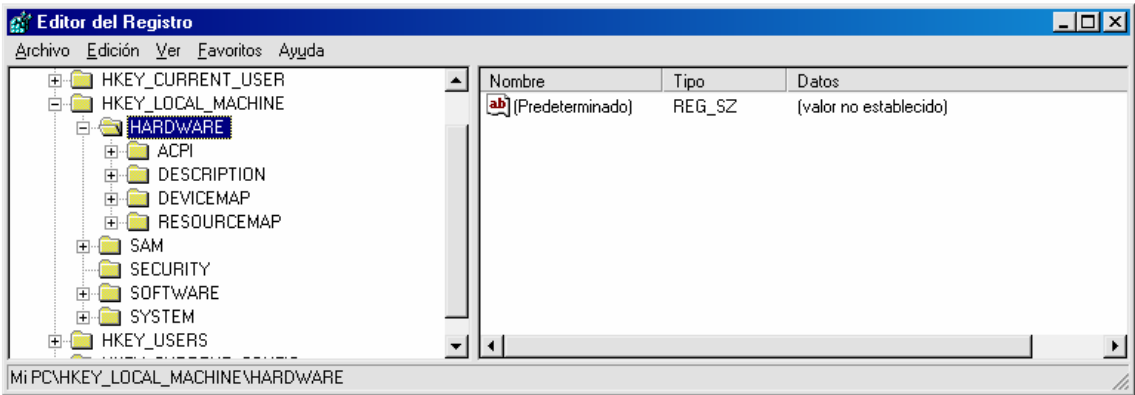 Editor del Registro
Archivo Edición Ver Favoritos Ayuda
HKEY_CURRENT_USER
HKEY_LOCAL_MACHINE
HARDWARE
ACPI
DESCRIPTION
DEVICEMAP
RESOURCEMAP
SAM
SECURITY
SOFTWARE
SYSTEM
HKEY_USERS
Nombre Tipo Datos
ab (Predeterminado) REG_SZ (valor no establecido)
Mi PC\HKEY_LOCAL_MACHINE\HARDWARE